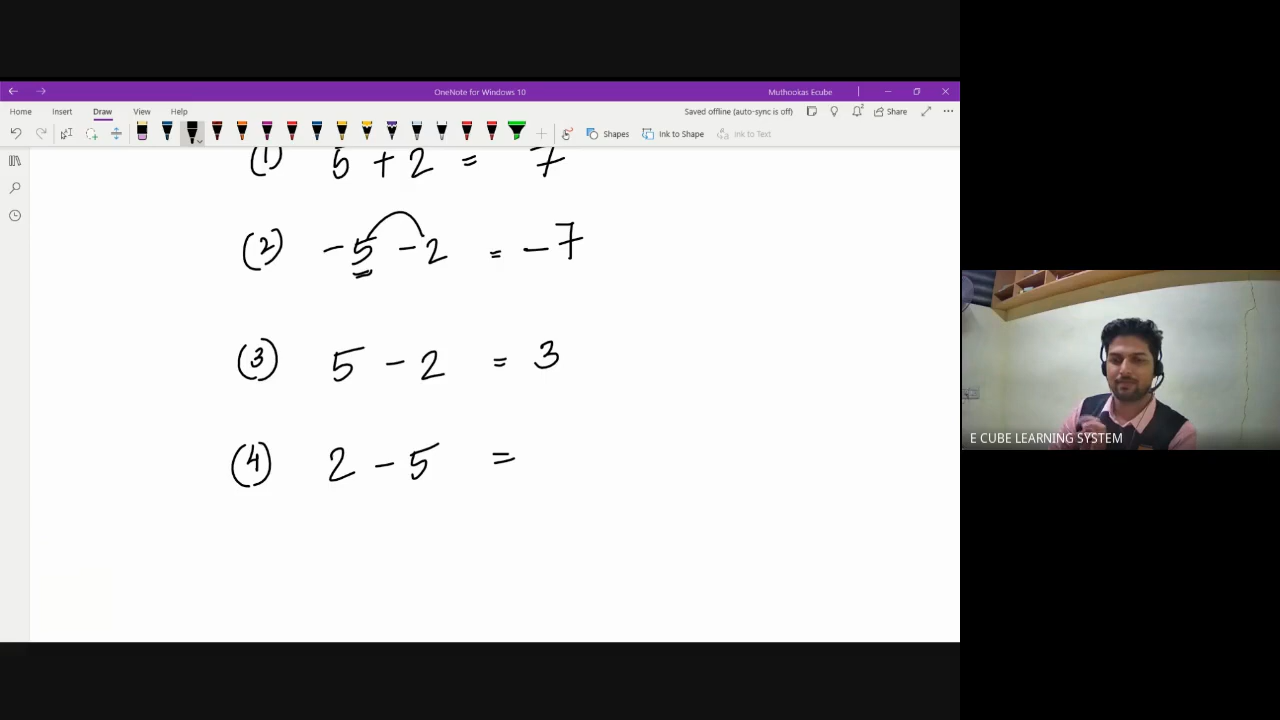 OneNote for Windows 10
Muthookas Ecube
Home Insert Draw View Help
Saved offline (auto-sync is off)
2
Share
Shapes
Ink to Shape
Ink to Text
(1) 5 + 2 = 7
(2) - 5 - 2 = - 7
(3) 5 - 2 = 3
(4) 2 - 5 =
E CUBE LEARNING SYSTEM